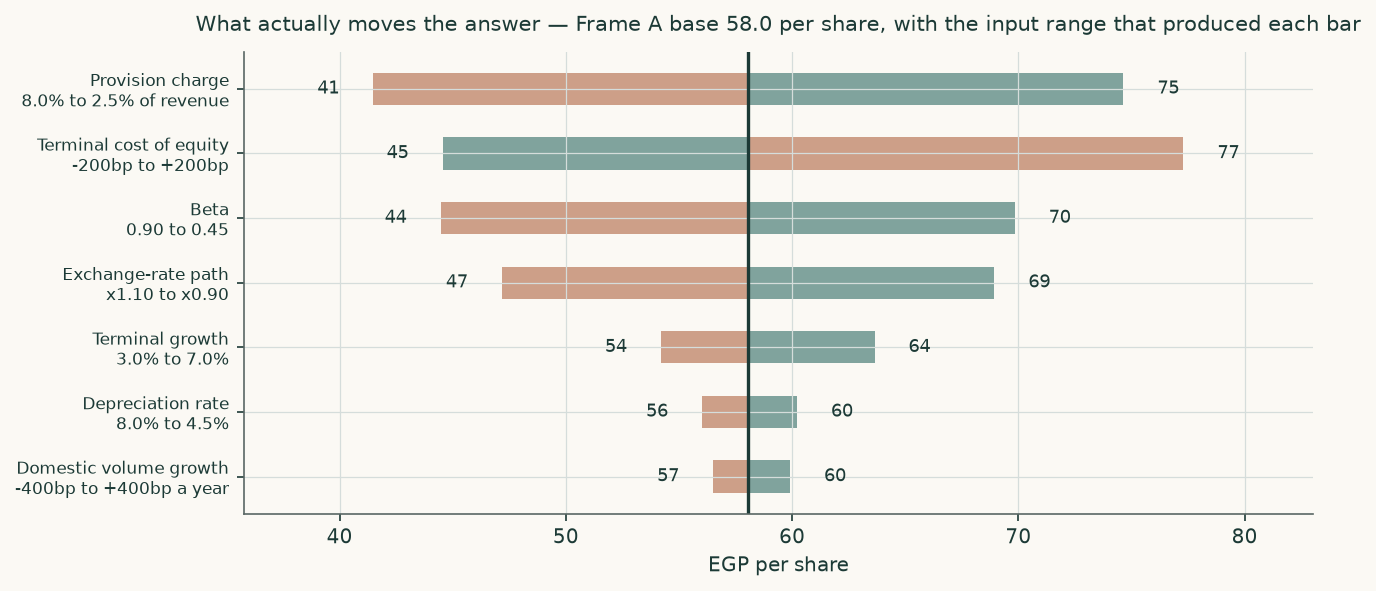 What actually moves the answer — Frame A base 58.0 per share, with the input range that produced each bar
Provision charge
8.0% to 2.5% of revenue
41
75
Terminal cost of equity
-200bp to +200bp
45
77
Beta
0.90 to 0.45
44
70
Exchange-rate path
x1.10 to x0.90
47
69
Terminal growth
3.0% to 7.0%
54
64
Depreciation rate
8.0% to 4.5%
56
60
Domestic volume growth
-400bp to +400bp a year
57
60
40
50
60
70
80
EGP per share